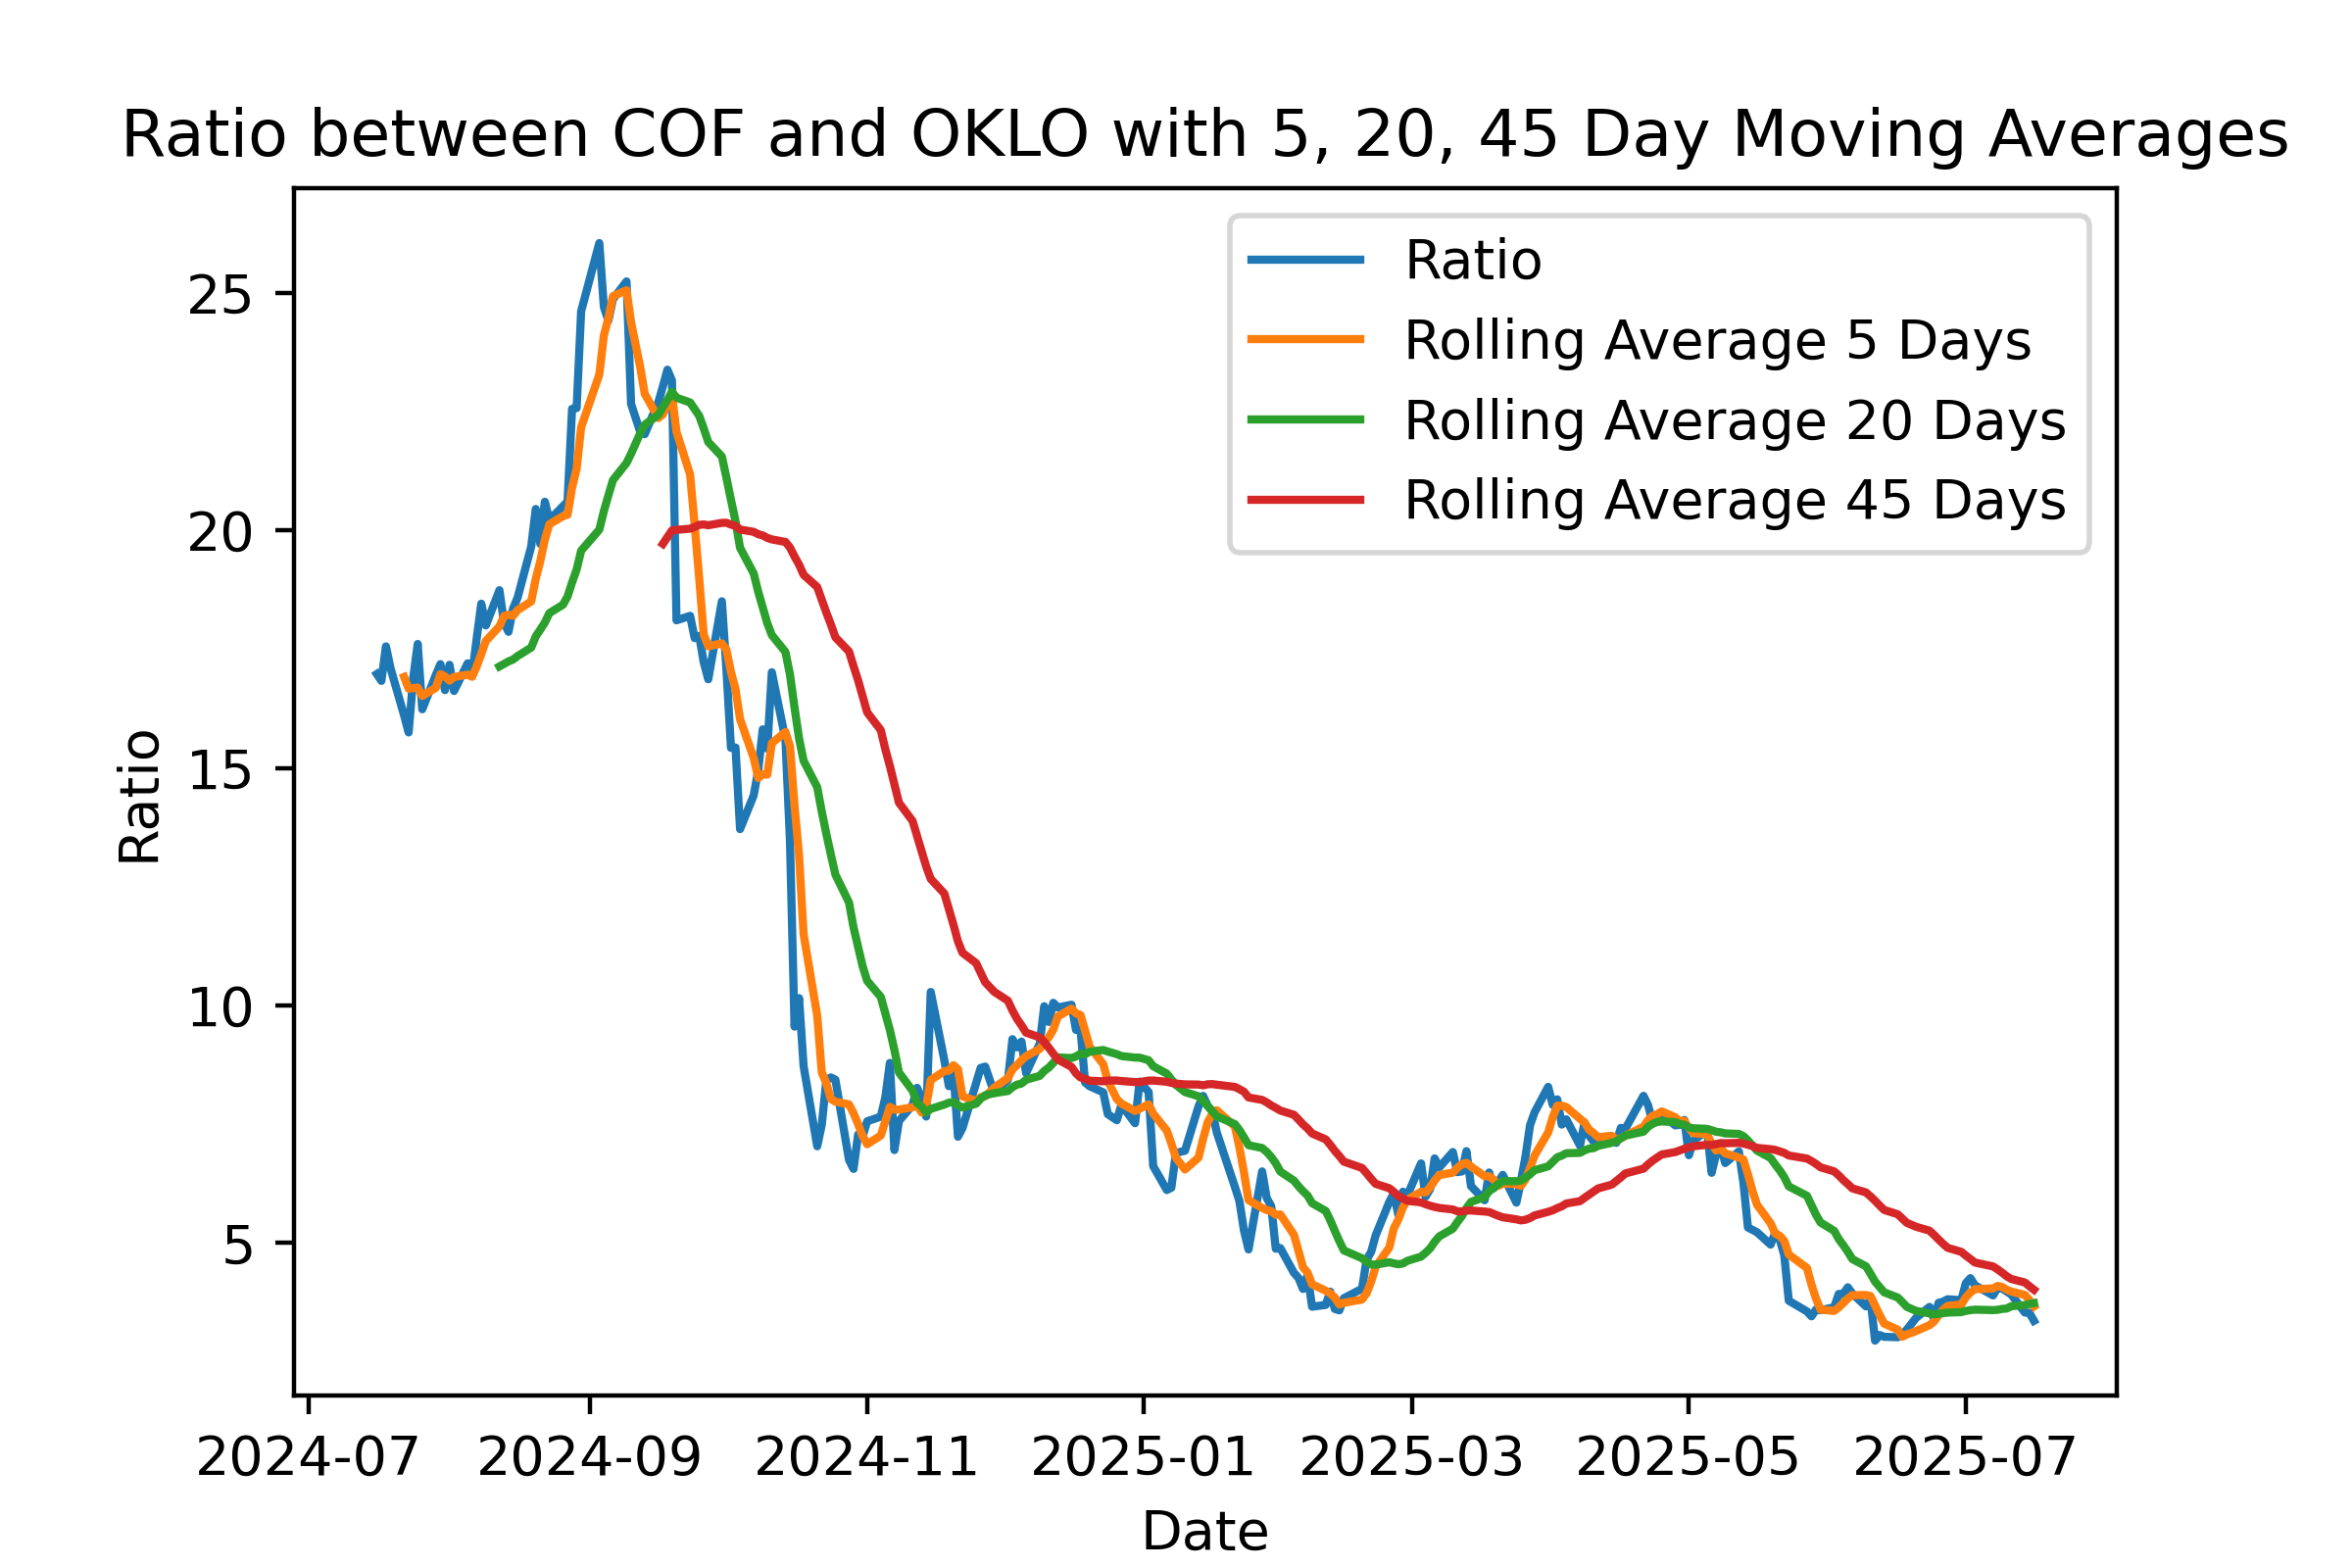 Ratio between COF and OKLO with 5, 20, 45 Day Moving Averages
Ratio
Rolling Average 5 Days
Rolling Average 20 Days
Rolling Average 45 Days
25
20
15
10
5
Ratio
2024-07 2024-09 2024-11 2025-01 2025-03 2025-05 2025-07
Date